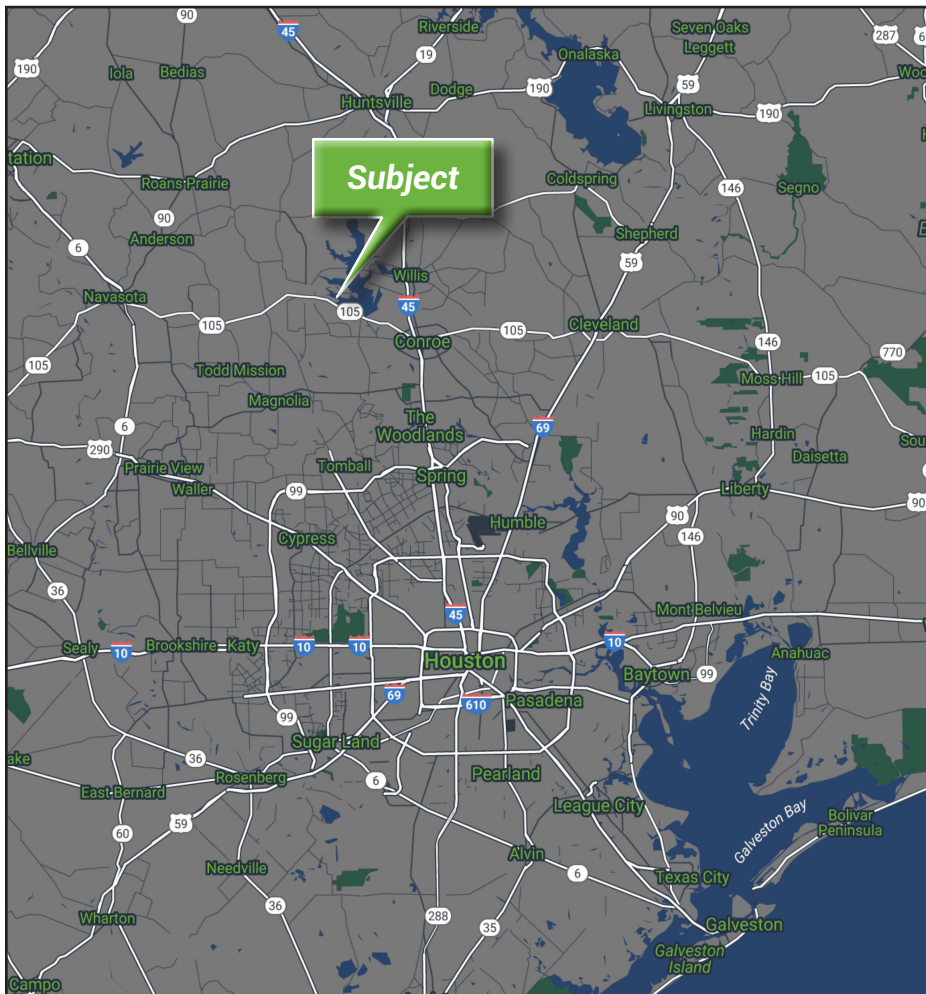 90
45
Riverside
Seven Oaks
Leggett
287
6
190
Iola
Bedias
19
Onalaska
59
Woo
Dodge
190
Huntsville
Livingston
190
tation
Subject
Roans Prairie
Coldspring
146
Segno
90
Anderson
6
Shepherd
59
Willis
Navasota
45
105
105
105
Cleveland
Conroe
146
105
770
Todd Mission
Moss Hill
105
Magnolia
The
Woodlands
6
69
Hardin
Sou
290
Prairie View
Tomball
Daisetta
Waller
99
Spring
Liberty
90
90
Humble
146
Cypress
Bellville
36
Mont Belvieu
45
Sealy
10
Brookshire
Katy
10
10
10
Anahuac
Houston
Baytown
99
69
610
Pasadena
Trinity Bay
99
Sugar Land
ake
36
Rosenberg
Pearland
6
East Bernard
League City
Galveston Bay
Bolivar
Peninsula
60
59
Alvin
Needville
6
Texas City
36
288
35
Wharton
Galveston
Galveston
Island
Campo